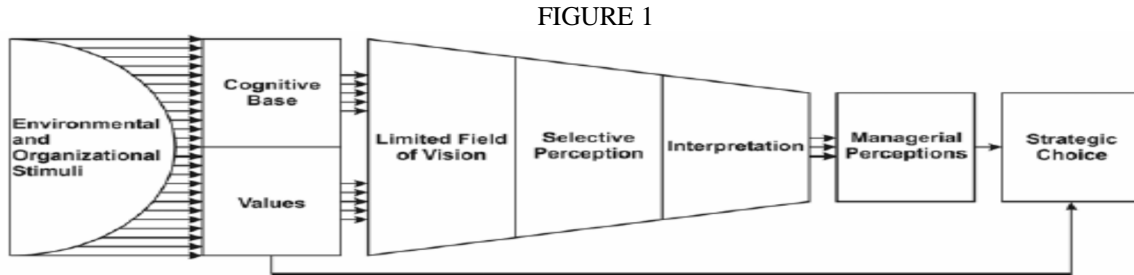 FIGURE 1
Environmental
and
Organizational
Stimuli
Cognitive
Base
Values
Limited Field
of Vision
Selective
Perception
Interpretation
Managerial
Perceptions
Strategic
Choice